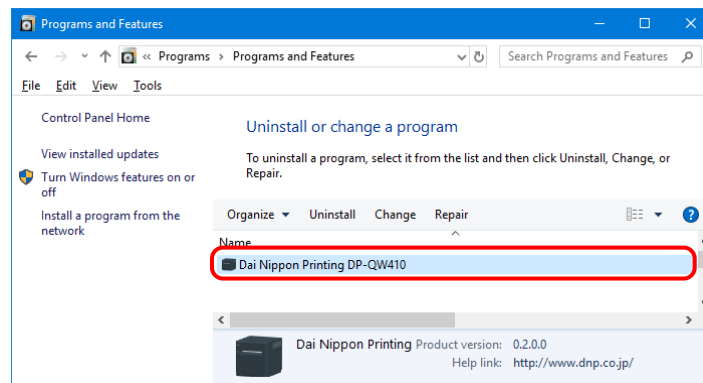 Programs and Features
« Programs > Programs and Features
Search Programs and Features
File Edit View Tools
Control Panel Home
View installed updates
Turn Windows features on or
off
Install a program from the
network
Uninstall or change a program
To uninstall a program, select it from the list and then click Uninstall, Change, or
Repair.
Organize Uninstall Change Repair
Name
Dai Nippon Printing DP-QW410
Dai Nippon Printing Product version: 0.2.0.0
Help link: http://www.dnp.co.jp/